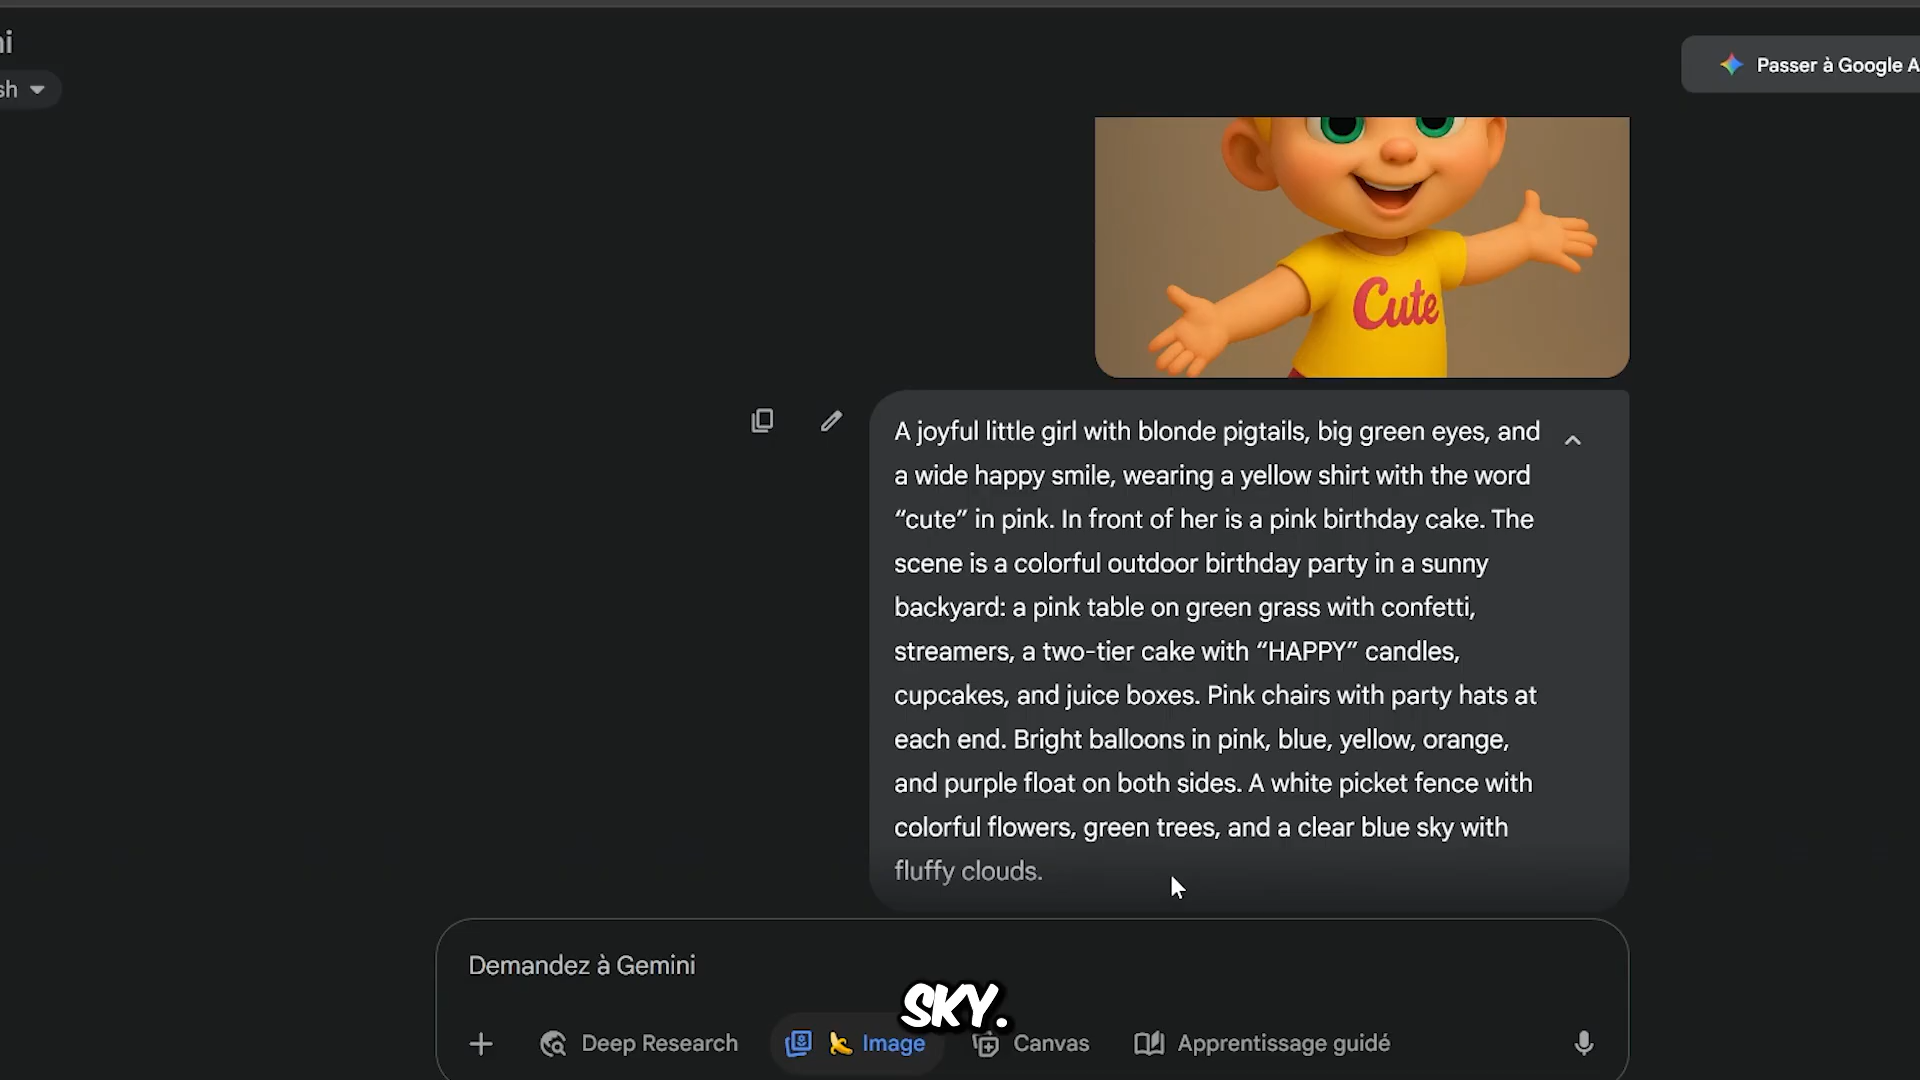 ni
sh
Passer à Google A
Cute
A joyful little girl with blonde pigtails, big green eyes, and
a wide happy smile, wearing a yellow shirt with the word
“cute” in pink. In front of her is a pink birthday cake. The
scene is a colorful outdoor birthday party in a sunny
backyard: a pink table on green grass with confetti,
streamers, a two-tier cake with “HAPPY” candles,
cupcakes, and juice boxes. Pink chairs with party hats at
each end. Bright balloons in pink, blue, yellow, orange,
and purple float on both sides. A white picket fence with
colorful flowers, green trees, and a clear blue sky with
fluffy clouds.
Demandez à Gemini
SKY.
Deep Research Image Canvas Apprentissage guidé